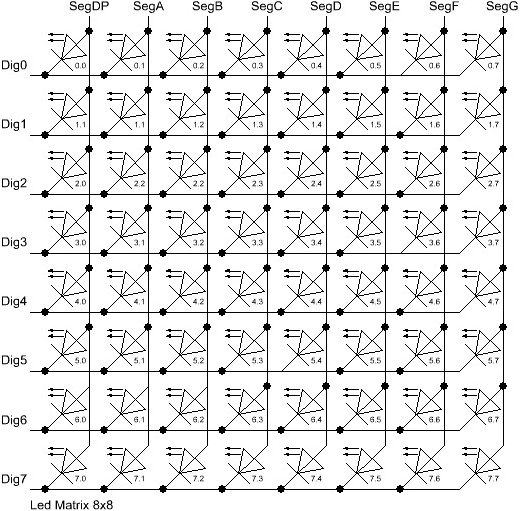 SegDP SegA SegB SegC SegD SegE SegF SegG
Dig0 0.0 0.1 0.2 0.3 0.4 0.5 0.6 0.7
Dig1 1.1 1.1 1.2 1.3 1.4 1.5 1.6 1.7
Dig2 2.0 2.2 2.2 2.3 2.4 2.5 2.6 2.7
Dig3 3.0 3.1 3.2 3.3 3.4 3.5 3.6 3.7
Dig4 4.0 4.1 4.2 4.3 4.4 4.5 4.6 4.7
Dig5 5.0 5.1 5.2 5.3 5.4 5.5 5.6 5.7
Dig6 6.0 6.1 6.2 6.3 6.4 6.5 6.6 6.7
Dig7 7.0 7.1 7.2 7.3 7.4 7.5 7.6 7.7
Led Matrix 8x8